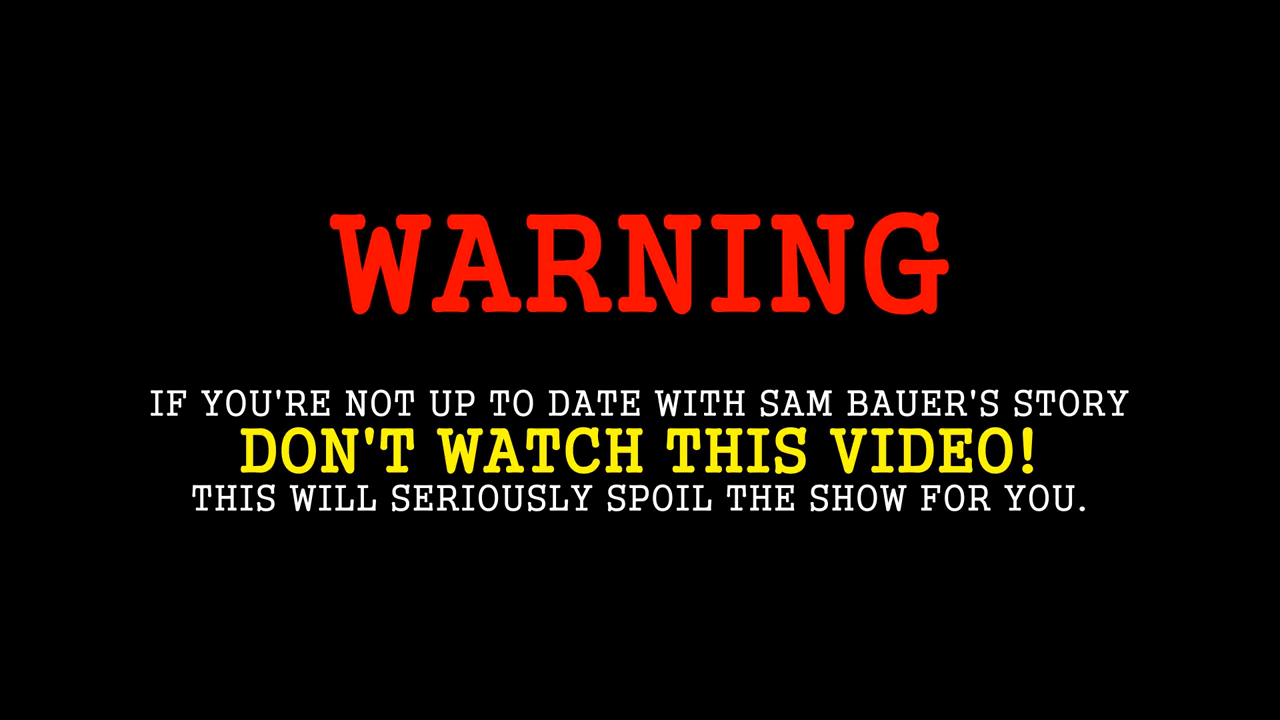 WARNING
IF YOU'RE NOT UP TO DATE WITH SAM BAUER'S STORY
DON'T WATCH THIS VIDEO!
THIS WILL SERIOUSLY SPOIL THE SHOW FOR YOU.